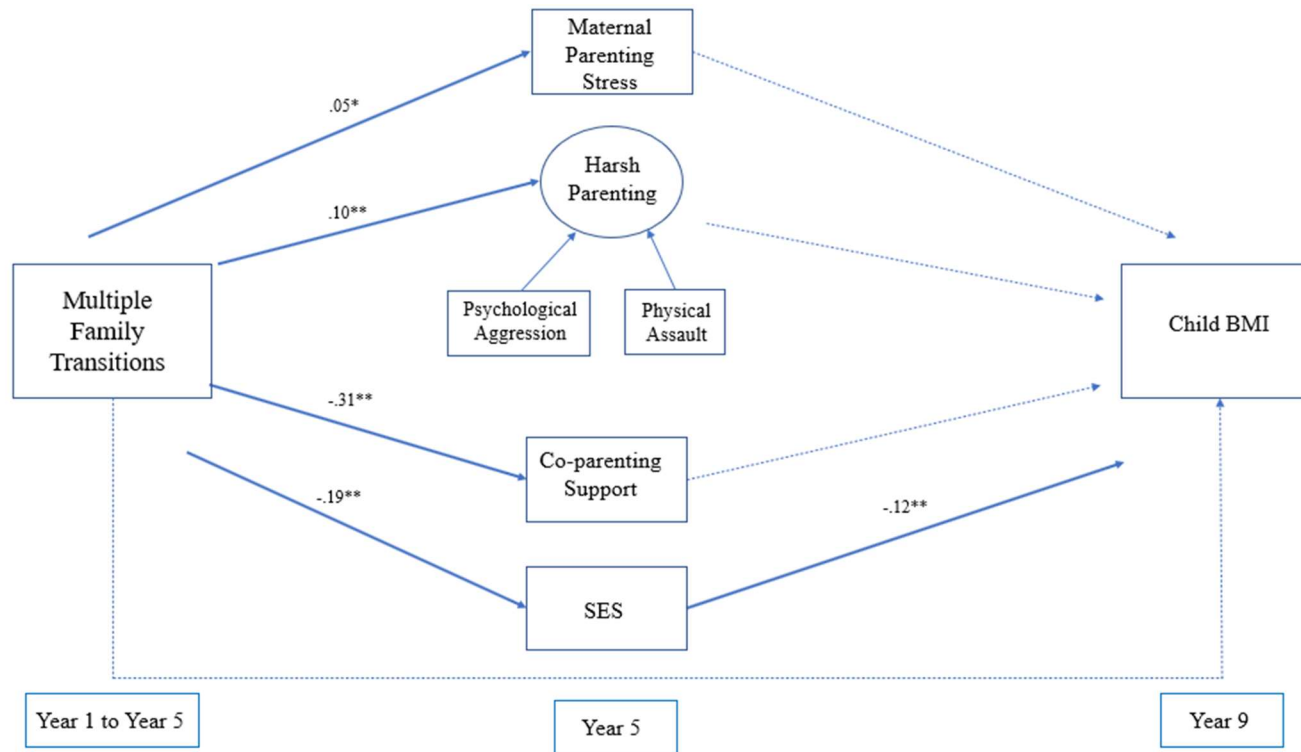 Maternal
Parenting
Stress
.05*
Harsh
Parenting
.10**
Multiple
Family
Transitions
Psychological
Aggression
Physical
Assault
Child BMI
-.31**
Co-parenting
Support
-.19**
-.12**
SES
Year 1 to Year 5
Year 5
Year 9